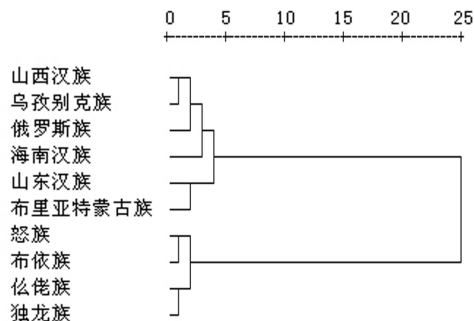 0 5 10 15 20 25
山西汉族
乌孜别克族
俄罗斯族
海南汉族
山东汉族
布里亚特蒙古族
怒族
布依族
仫佬族
独龙族